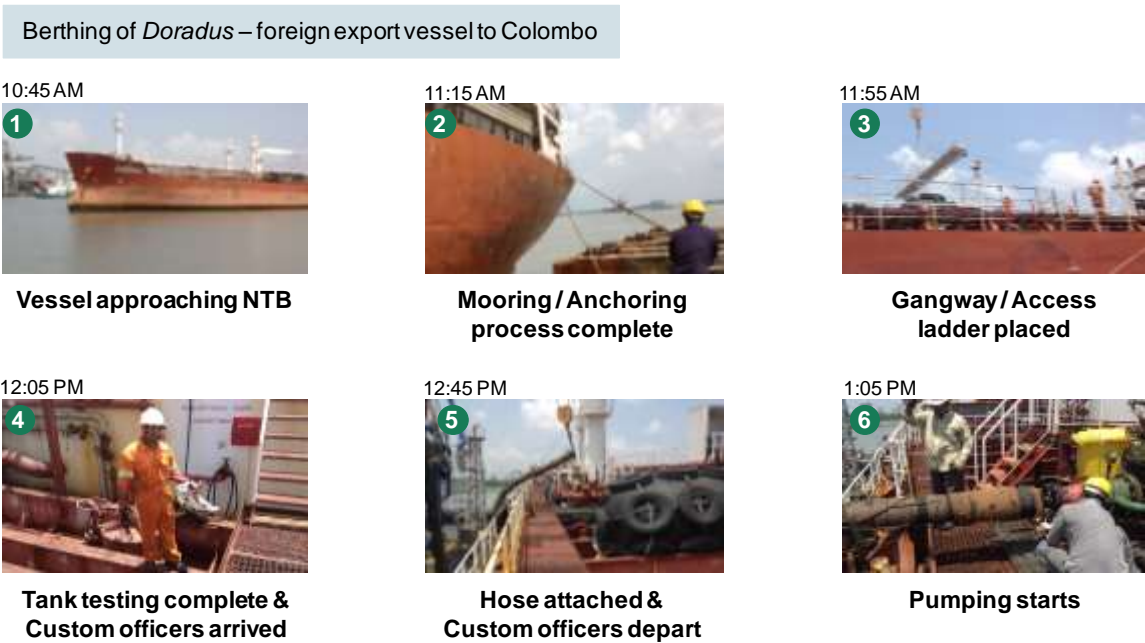 Berthing of Doradus – foreign export vessel to Colombo
10:45 AM
1
Vessel approaching NTB
11:15 AM
2
Mooring / Anchoring
process complete
11:55 AM
3
Gangway / Access
ladder placed
12:05 PM
4
Tank testing complete &
Custom officers arrived
12:45 PM
5
Hose attached &
Custom officers depart
1:05 PM
6
Pumping starts